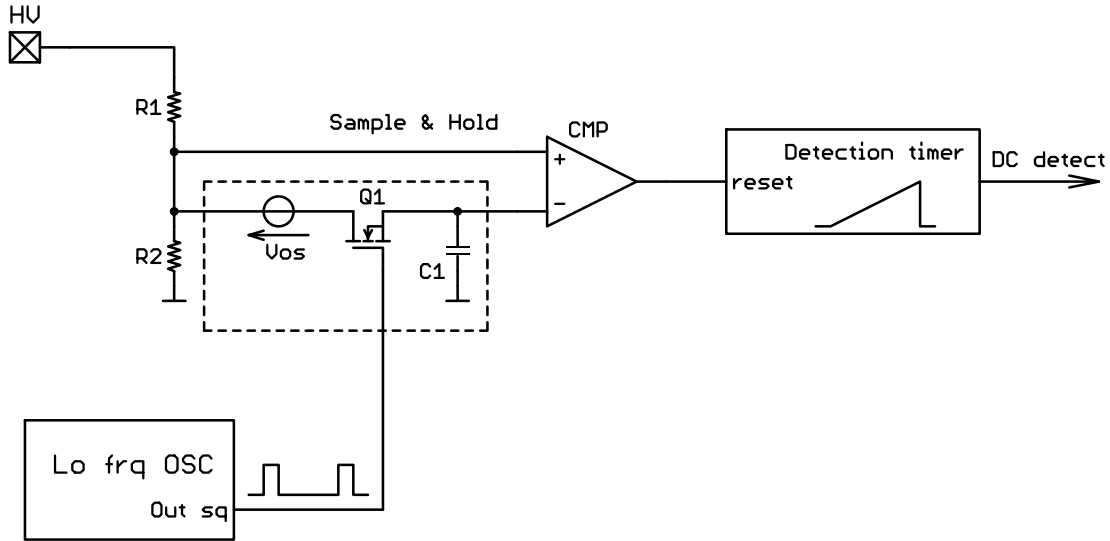 HV
R1
Sample & Hold
CMP
+
-
Detection timer
reset
DC detect
Q1
Vos
R2
C1
Lo frq OSC
Out sq